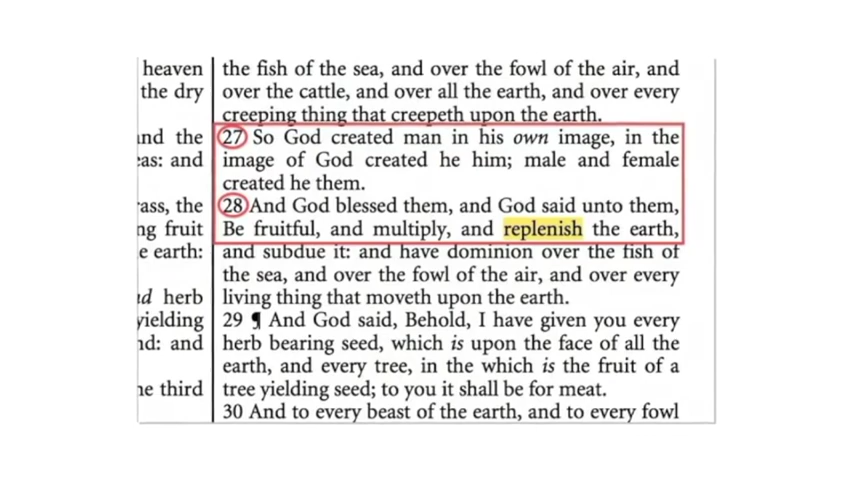 heaven
the dry
and the
eas: and
rass, the
ng fruit
e earth:
nd herb
yielding
nd: and
he third
the fish of the sea, and over the fowl of the air, and
over the cattle, and over all the earth, and over every
creeping thing that creepeth upon the earth.
27 So God created man in his own image, in the
image of God created he him; male and female
created he them.
28 And God blessed them, and God said unto them,
Be fruitful, and multiply, and replenish the earth,
and subdue it: and have dominion over the fish of
the sea, and over the fowl of the air, and over every
living thing that moveth upon the earth.
29 ¶ And God said, Behold, I have given you every
herb bearing seed, which is upon the face of all the
earth, and every tree, in the which is the fruit of a
tree yielding seed; to you it shall be for meat.
30 And to every beast of the earth, and to every fowl